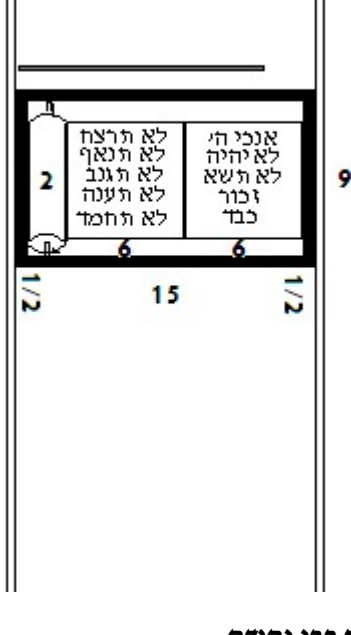 אנכי ה׳
לא יהיה
לא תשא
זכור
כבד
לא תרצח
לא תנאף
לא תגנב
לא תענה
לא תחמד
2
6
6
9
1/2
15
1/2